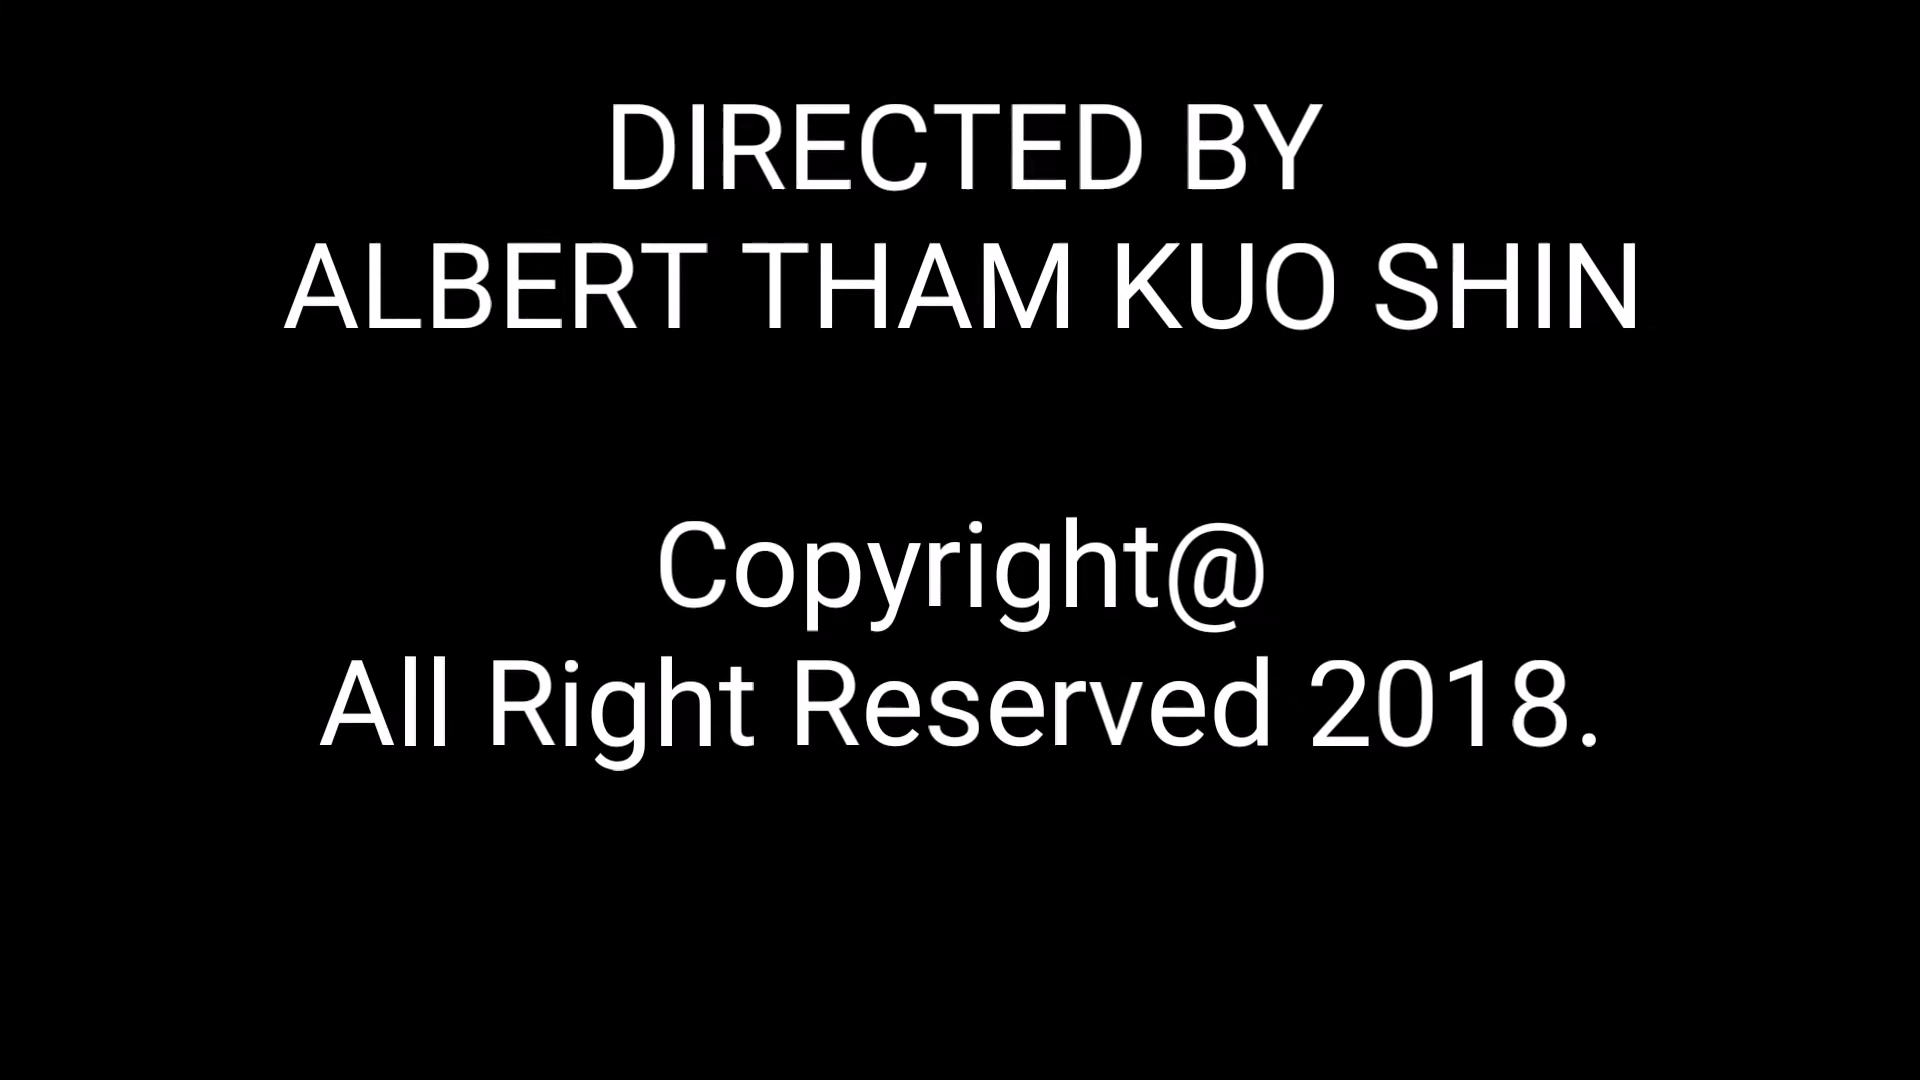 DIRECTED BY
ALBERT THAM KUO SHIN
Copyright@
All Right Reserved 2018.